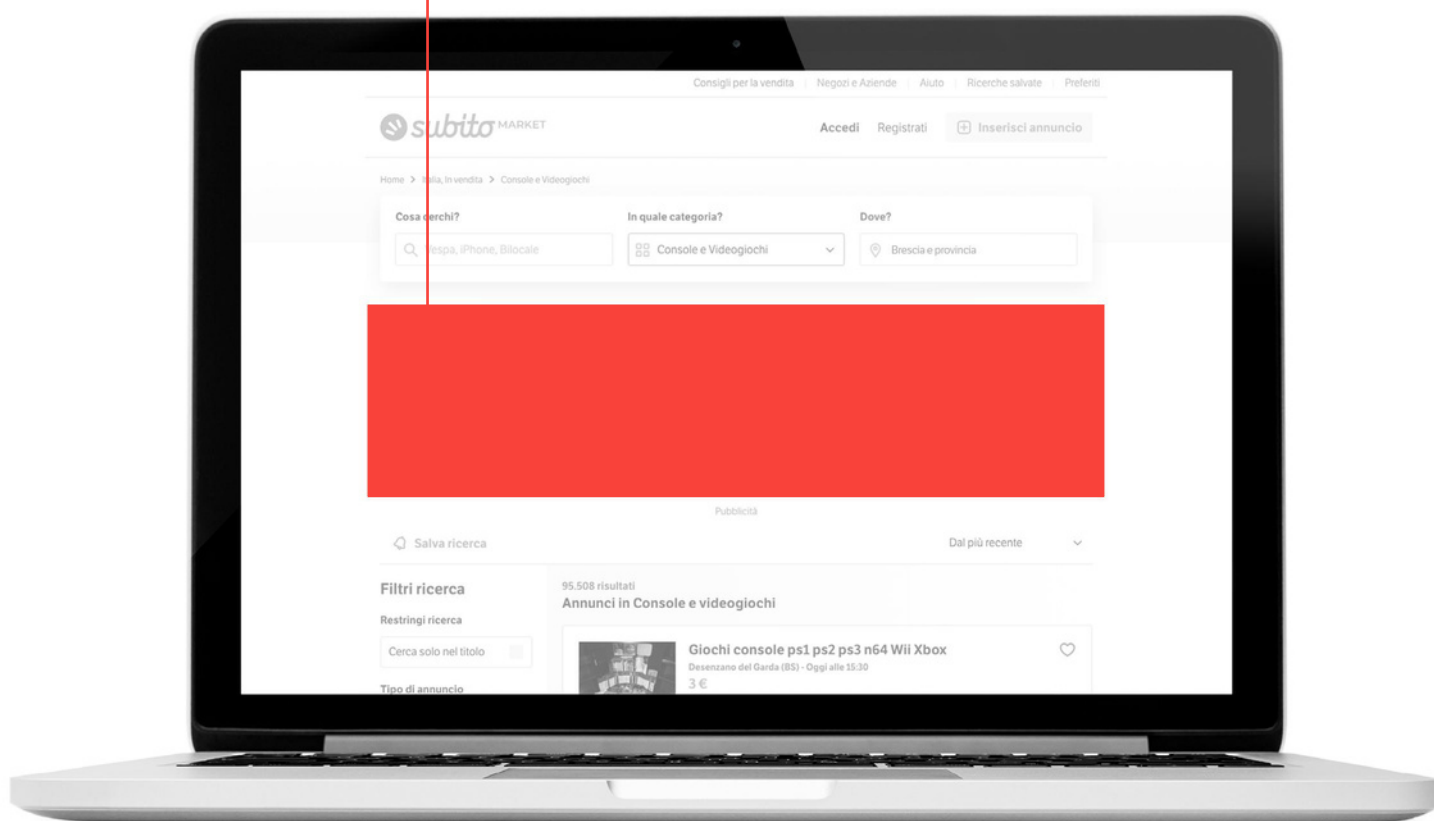 Consigli per la vendita Negozi e Aziende Aiuto Ricerche salvate Preferiti
subito MARKET
Accedi Registrati Inserisci annuncio
Home > Italia, In vendita > Console e Videogiochi
Cosa cerchi? In quale categoria? Dove?
Vespa, iPhone, Bilocale Console e Videogiochi Brescia e provincia
Pubblicità
Salva ricerca Dal più recente
Filtri ricerca
Restringi ricerca
Cerca solo nel titolo
Tipo di annuncio
95.508 risultati
Annunci in Console e videogiochi
Giochi console ps1 ps2 ps3 n64 Wii Xbox
Desenzano del Garda (BS) - Oggi alle 15:30
3 €